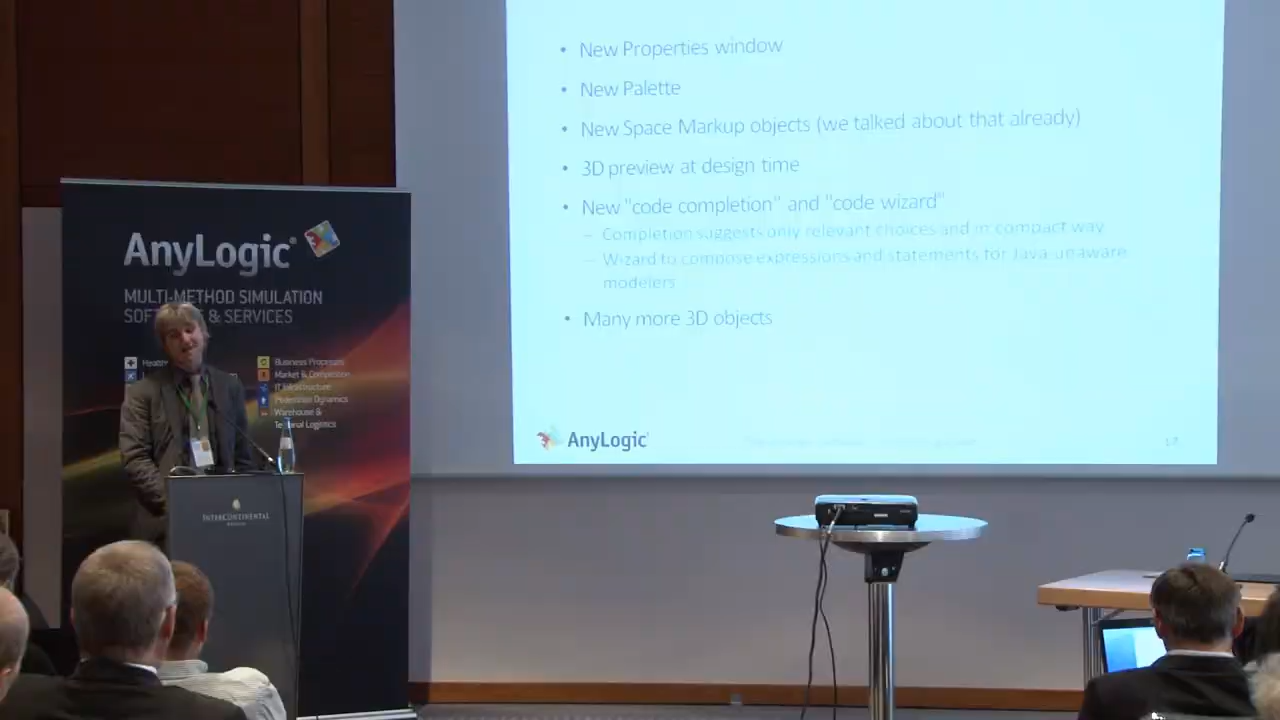 • New Properties window
• New Palette
• New Space Markup objects (we talked about that already)
• 3D preview at design time
• New "code completion" and "code wizard"
– Completion suggests only relevant choices and in compact way
– Wizard to compose expressions and statements for Java-unaware
modelers
• Many more 3D objects
AnyLogic
17
AnyLogic®
MULTI-METHOD SIMULATION
& SERVICES
Business Processes
Market & Competition
IT Infrastructure
Pedestrian Dynamics
Warehouse &
Logistics
INTERCONTINENTAL